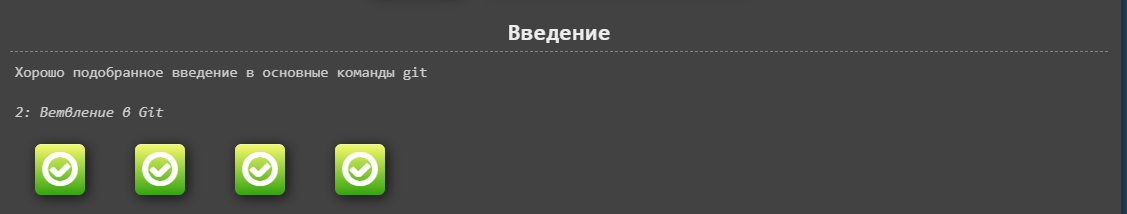 Введение
Хорошо подобранное введение в основные команды git
2: Ветвление в Git